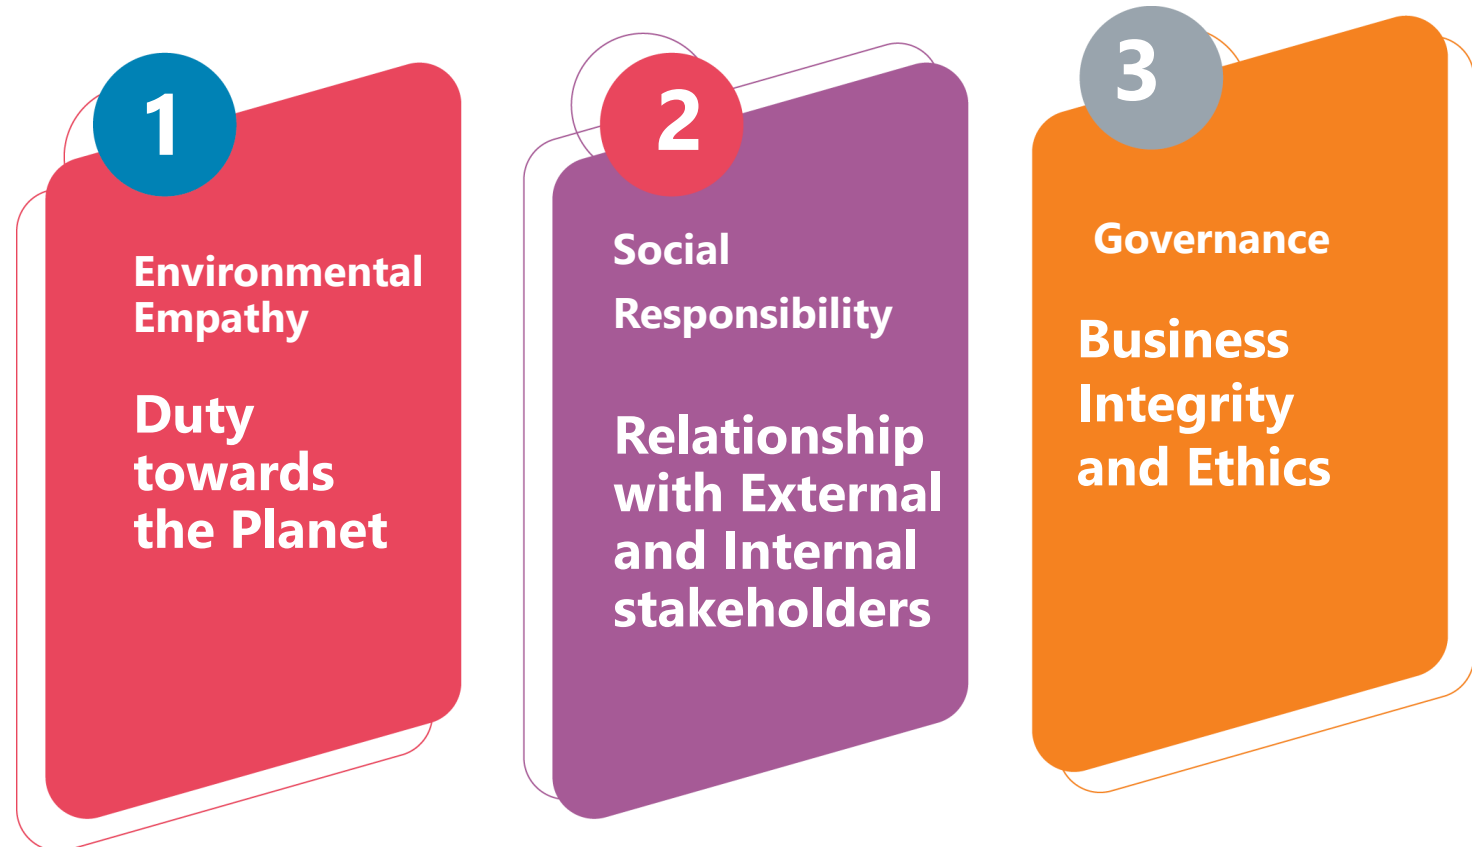 1
Environmental
Empathy
Duty
towards
the Planet
2
Social
Responsibility
Relationship
with External
and Internal
stakeholders
3
Governance
Business
Integrity
and Ethics